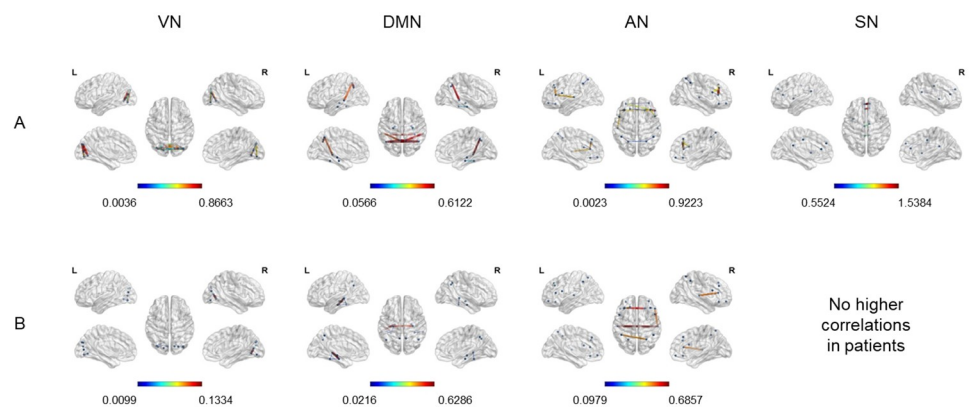 VN DMN AN SN
L R L R L R L R
A
0.0036 0.8663 0.0566 0.6122 0.0023 0.9223 0.5524 1.5384
L R L R L R
B
No higher
correlations
in patients
0.0099 0.1334 0.0216 0.6286 0.0979 0.6857